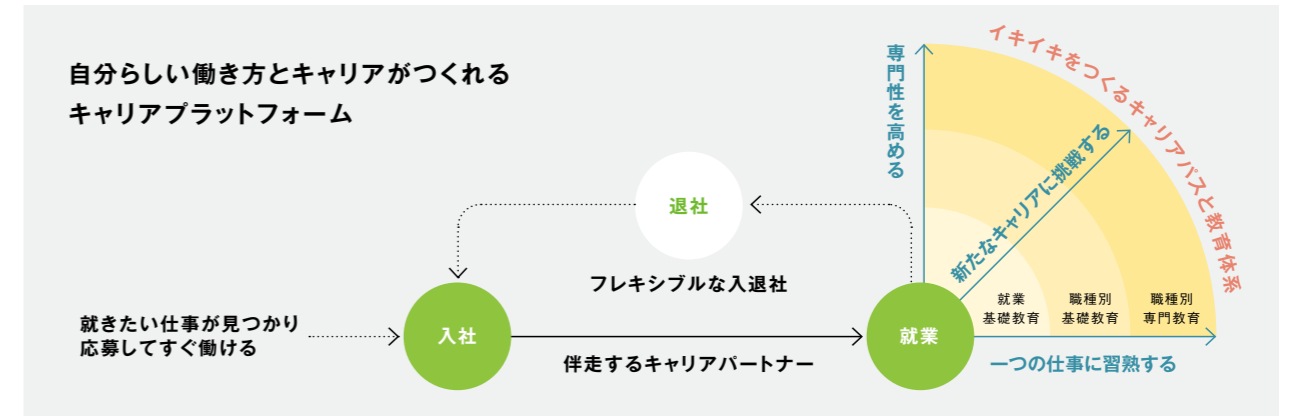 自分らしい働き方とキャリアがつくれる
キャリアプラットフォーム
就きたい仕事が見つかり
応募してすぐ働ける
入社
退社
フレキシブルな入退社
伴走するキャリアパートナー
就業
専門性を高める
新たなキャリアに挑戦する
一つの仕事に習熟する
就業
基礎教育
職種別
基礎教育
職種別
専門教育
イキイキをつくるキャリアパスと教育体系